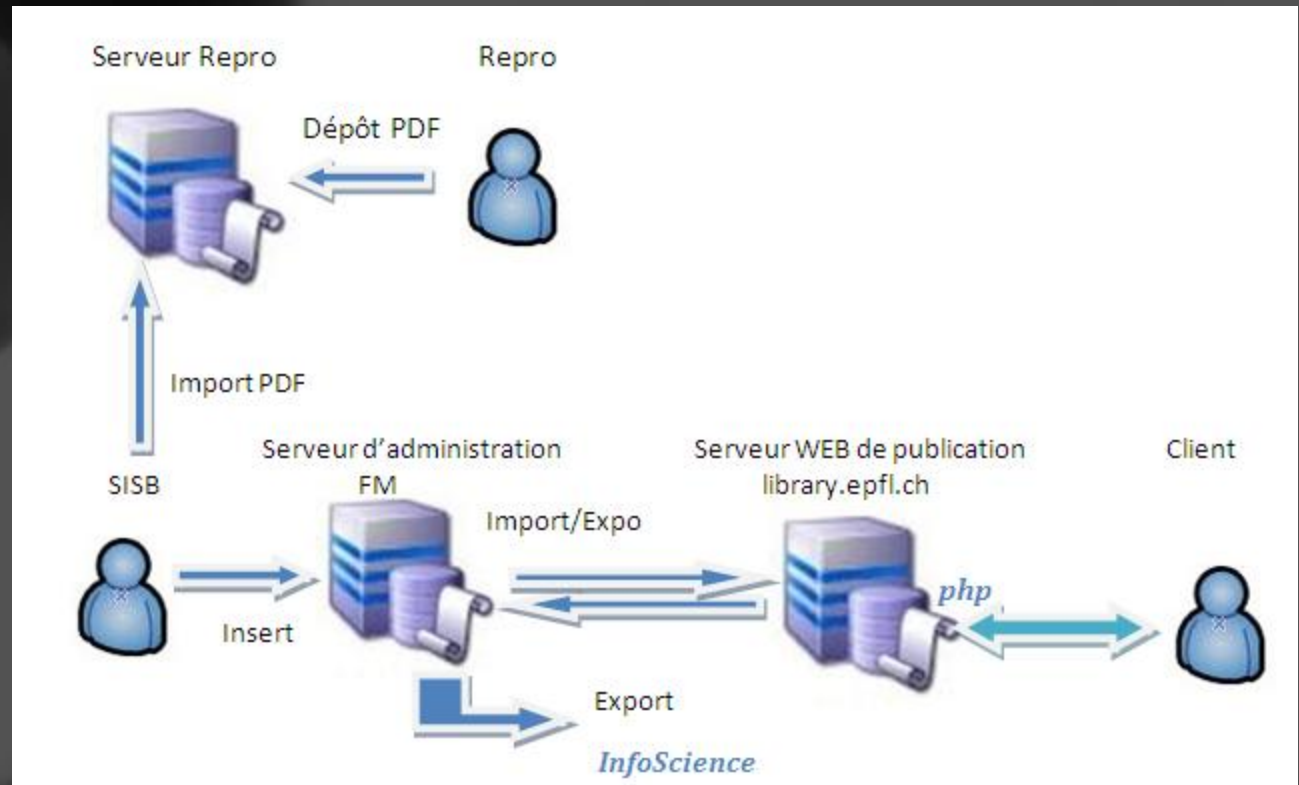 Serveur Repro
Repro
Dépôt PDF
Import PDF
SISB
Serveur d'administration
FM
Serveur WEB de publication
library.epfl.ch
Client
Import/Expo
php
Insert
Export
InfoScience